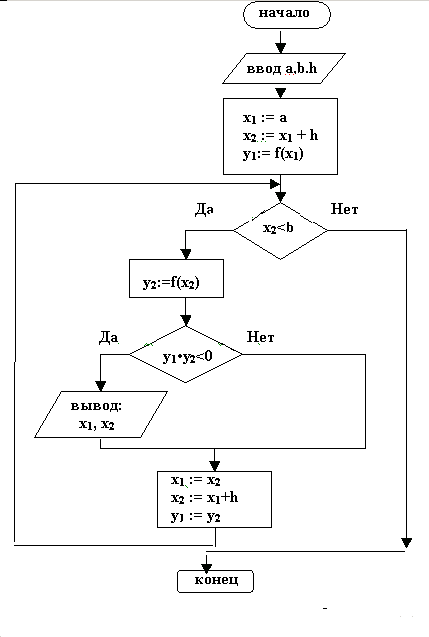 начало
ввод a,b.h
x₁ := a
x₂ := x₁ + h
y₁:= f(x₁)
Да
Нет
x₂<b
y₂:=f(x₂)
Да
Нет
y₁*y₂<0
вывод:
x₁, x₂
x₁ := x₂
x₂ := x₁+h
y₁ := y₂
конец